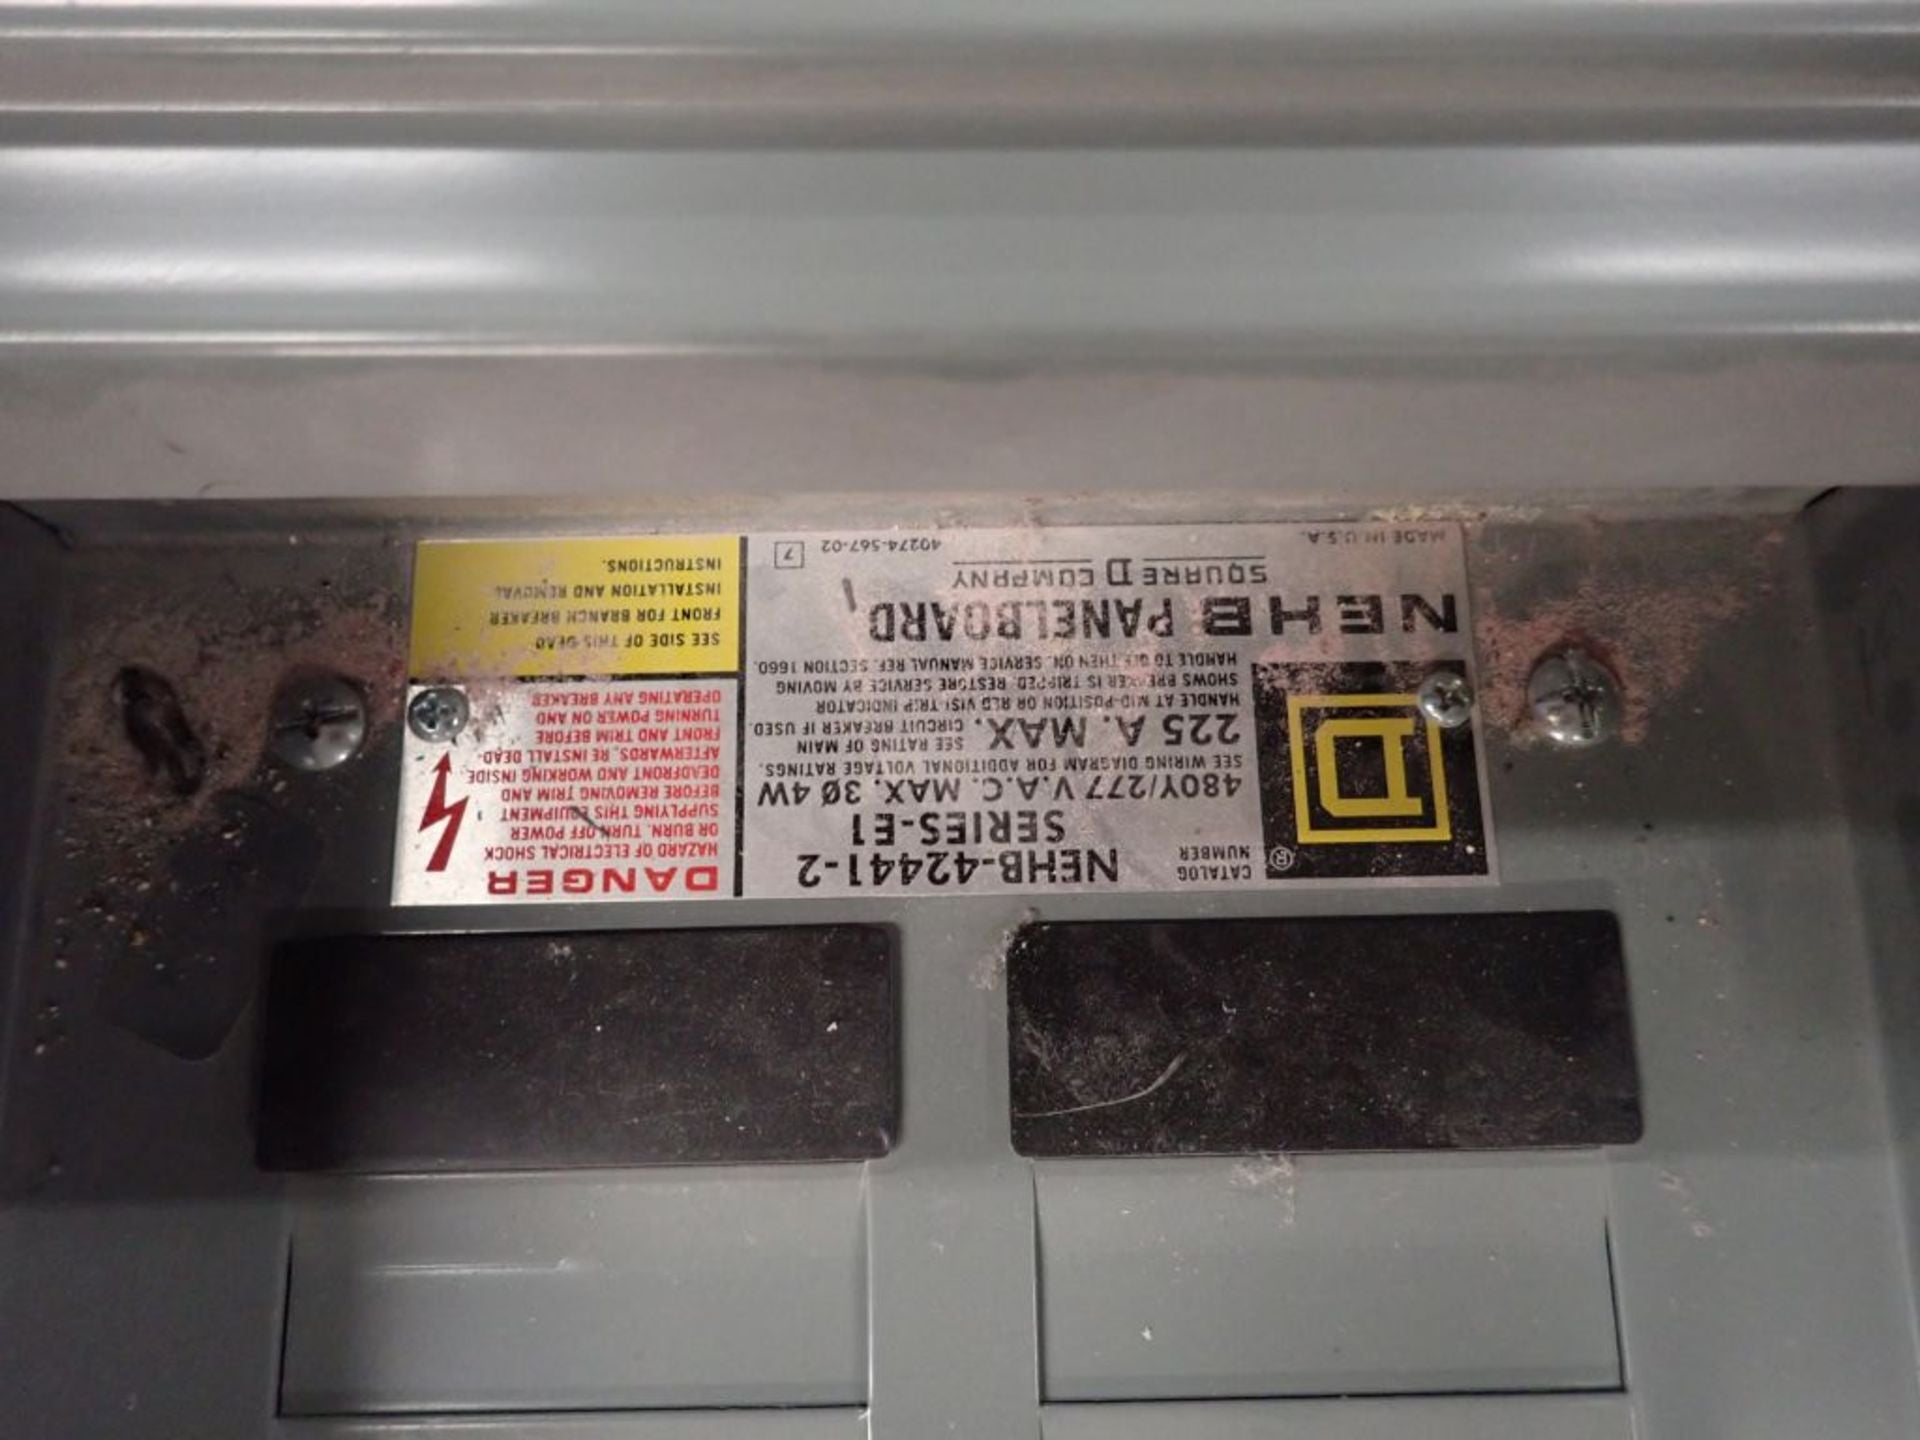 DANGER
HAZARD OF ELECTRICAL SHOCK
OR BURN. TURN OFF POWER
SUPPLYING THIS EQUIPMENT
BEFORE REMOVING TRIM AND
DEADFRONT AND WORKING INSIDE
AFTERWARDS, RE INSTALL DEAD-
FRONT AND TRIM BEFORE
TURNING POWER ON AND
OPERATING ANY BREAKER
SEE SIDE OF THIS DEAD
FRONT FOR BRANCH BREAKER
INSTALLATION AND REMOVAL
INSTRUCTIONS.
D
®
CATALOG
NUMBER
NEHB-42441-2
SERIES-E1
480Y/277 V.A.C. MAX. 3Ø 4W
SEE WIRING DIAGRAM FOR ADDITIONAL VOLTAGE RATINGS.
225 A. MAX.
SEE RATING OF MAIN
CIRCUIT BREAKER IF USED.
HANDLE AT MID-POSITION OR RED VISI-TRIP INDICATOR
SHOWS BREAKER IS TRIPPED. RESTORE SERVICE BY MOVING
HANDLE TO OFF THEN ON. SERVICE MANUAL REF. SECTION 1660.
NEHB PANELBOARD
SQUARE D COMPANY
MADE IN U.S.A.
40274-567-02
7